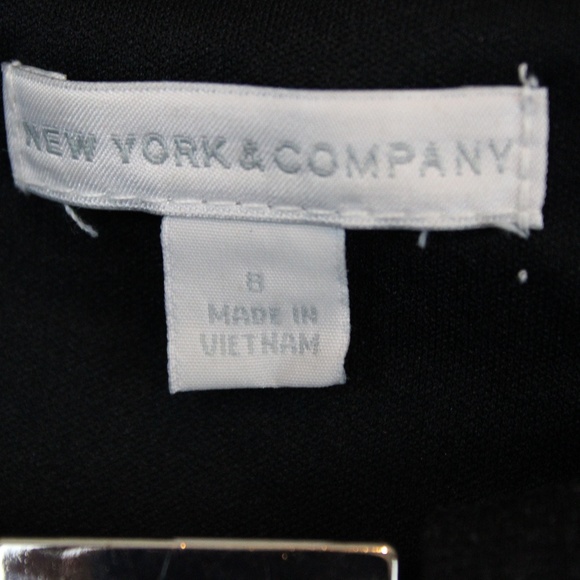 NEW YORK & COMPANY
8
MADE IN
VIETNAM